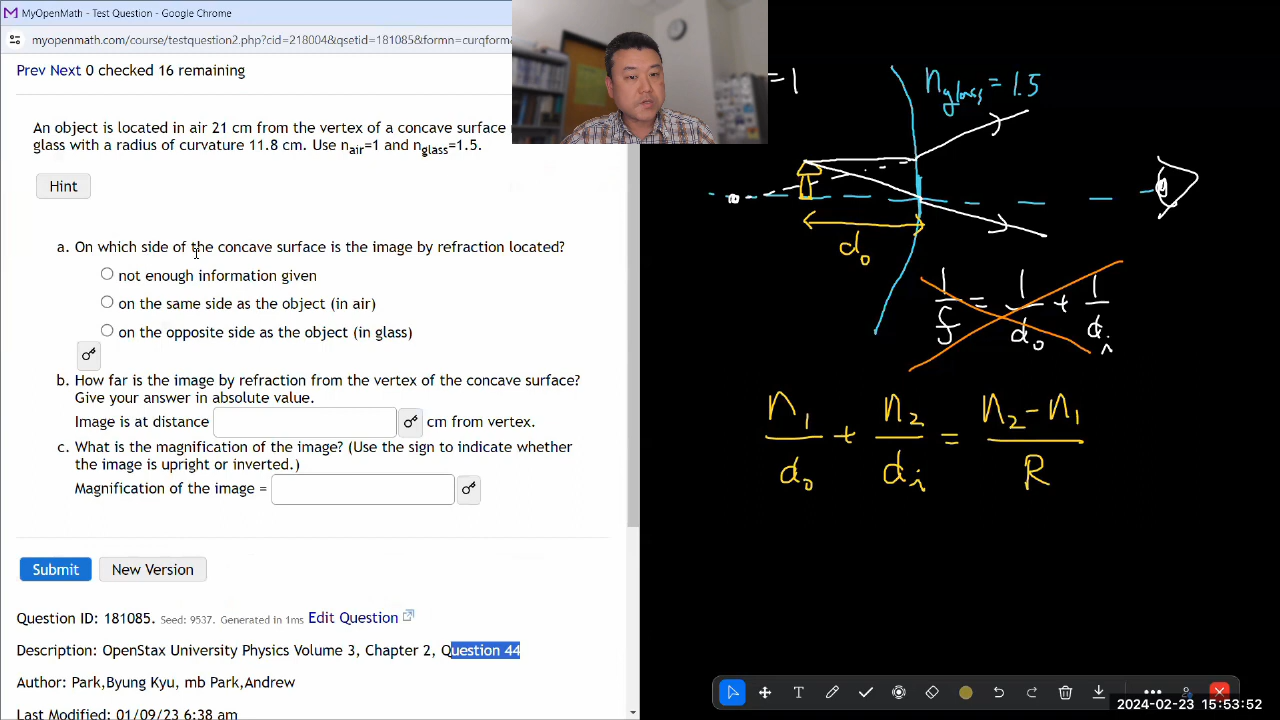 MyOpenMath - Test Question - Google Chrome
myopenmath.com/course/testquestion2.php?cid=218004&qsetid=181085&formn=curqform
Prev Next 0 checked 16 remaining
An object is located in air 21 cm from the vertex of a concave surface
glass with a radius of curvature 11.8 cm. Use nair=1 and nglass=1.5.
Hint
a. On which side of the concave surface is the image by refraction located?
not enough information given
on the same side as the object (in air)
on the opposite side as the object (in glass)
b. How far is the image by refraction from the vertex of the concave surface?
Give your answer in absolute value.
Image is at distance cm from vertex.
c. What is the magnification of the image? (Use the sign to indicate whether
the image is upright or inverted.)
Magnification of the image =
Submit New Version
Question ID: 181085. Seed: 9537. Generated in 1ms Edit Question
Description: OpenStax University Physics Volume 3, Chapter 2, Question 44
Author: Park,Byung Kyu, mb Park,Andrew
Last Modified: 01/09/23 6:38 am
=1
nglass = 1.5
do
1/f = 1/do + 1/di
n1/do + n2/di = (n2-n1)/R
T
2024-02-23 15:53:52